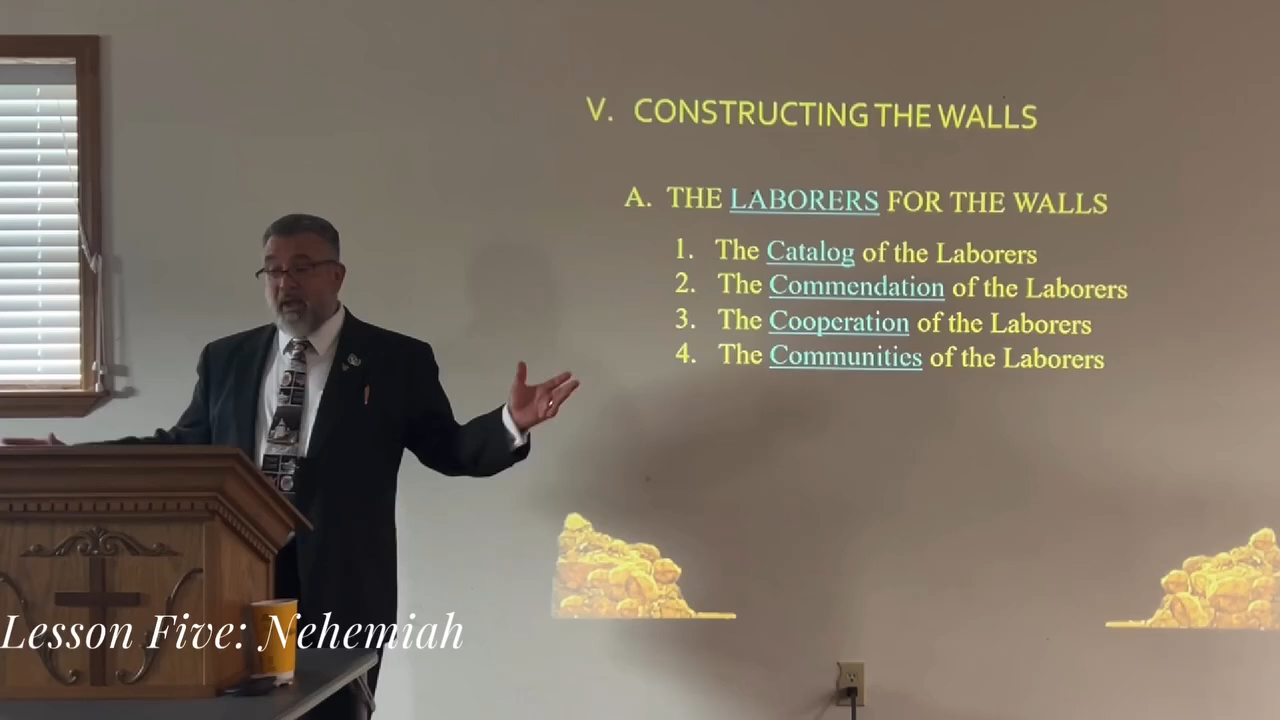 V. CONSTRUCTING THE WALLS
A. THE LABORERS FOR THE WALLS
1. The Catalog of the Laborers
2. The Commendation of the Laborers
3. The Cooperation of the Laborers
4. The Communities of the Laborers
Lesson Five: Nehemiah